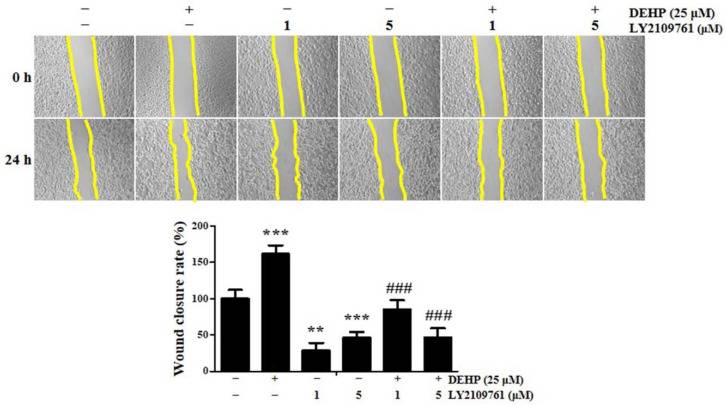 – + – – + + DEHP (25 μM)
– – 1 5 1 5 LY2109761 (μM)
0 h
24 h
Wound closure rate (%)
200
150
100
50
0
*** ** *** ### ###
– + – – + + DEHP (25 μM)
– – 1 5 1 5 LY2109761 (μM)